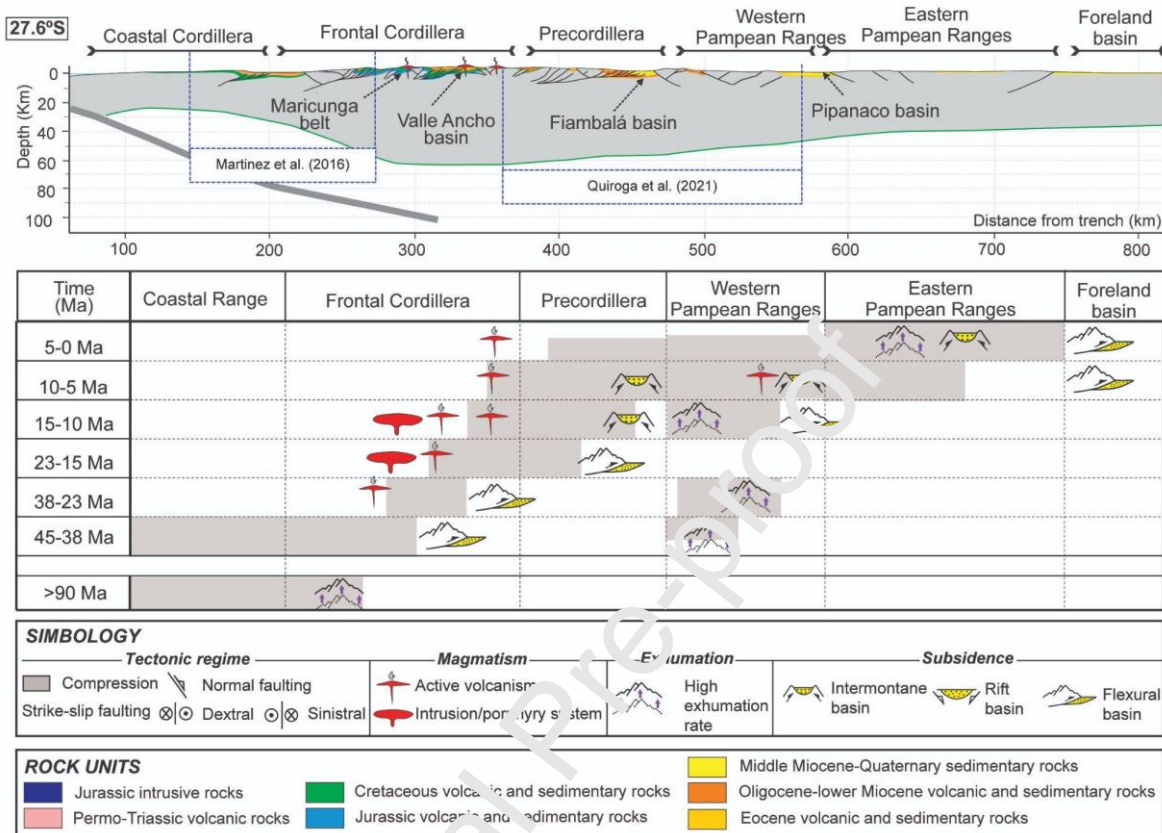 27.6ºS
Coastal Cordillera
Frontal Cordillera
Precordillera
Western
Pampean Ranges
Eastern
Pampean Ranges
Foreland
basin
Depth (Km)
0
20
40
60
80
100
Maricunga
belt
Valle Ancho
basin
Fiambalá basin
Pipanaco basin
Martinez et al. (2016)
Quiroga et al. (2021)
Distance from trench (km)
100 200 300 400 500 600 700 800
Time
(Ma)
Coastal Range
Frontal Cordillera
Precordillera
Western
Pampean Ranges
Eastern
Pampean Ranges
Foreland
basin
5-0 Ma
10-5 Ma
15-10 Ma
23-15 Ma
38-23 Ma
45-38 Ma
>90 Ma
SIMBOLOGY
Tectonic regime
Compression
Normal faulting
Strike-slip faulting
Dextral
Sinistral
Magmatism
Active volcanism
Intrusion/porphyry system
Exhumation
High
exhumation
rate
Subsidence
Intermontane
basin
Rift
basin
Flexural
basin
ROCK UNITS
Jurassic intrusive rocks
Permo-Triassic volcanic rocks
Cretaceous volcanic and sedimentary rocks
Jurassic volcanic and sedimentary rocks
Middle Miocene-Quaternary sedimentary rocks
Oligocene-lower Miocene volcanic and sedimentary rocks
Eocene volcanic and sedimentary rocks
al Pre-proof